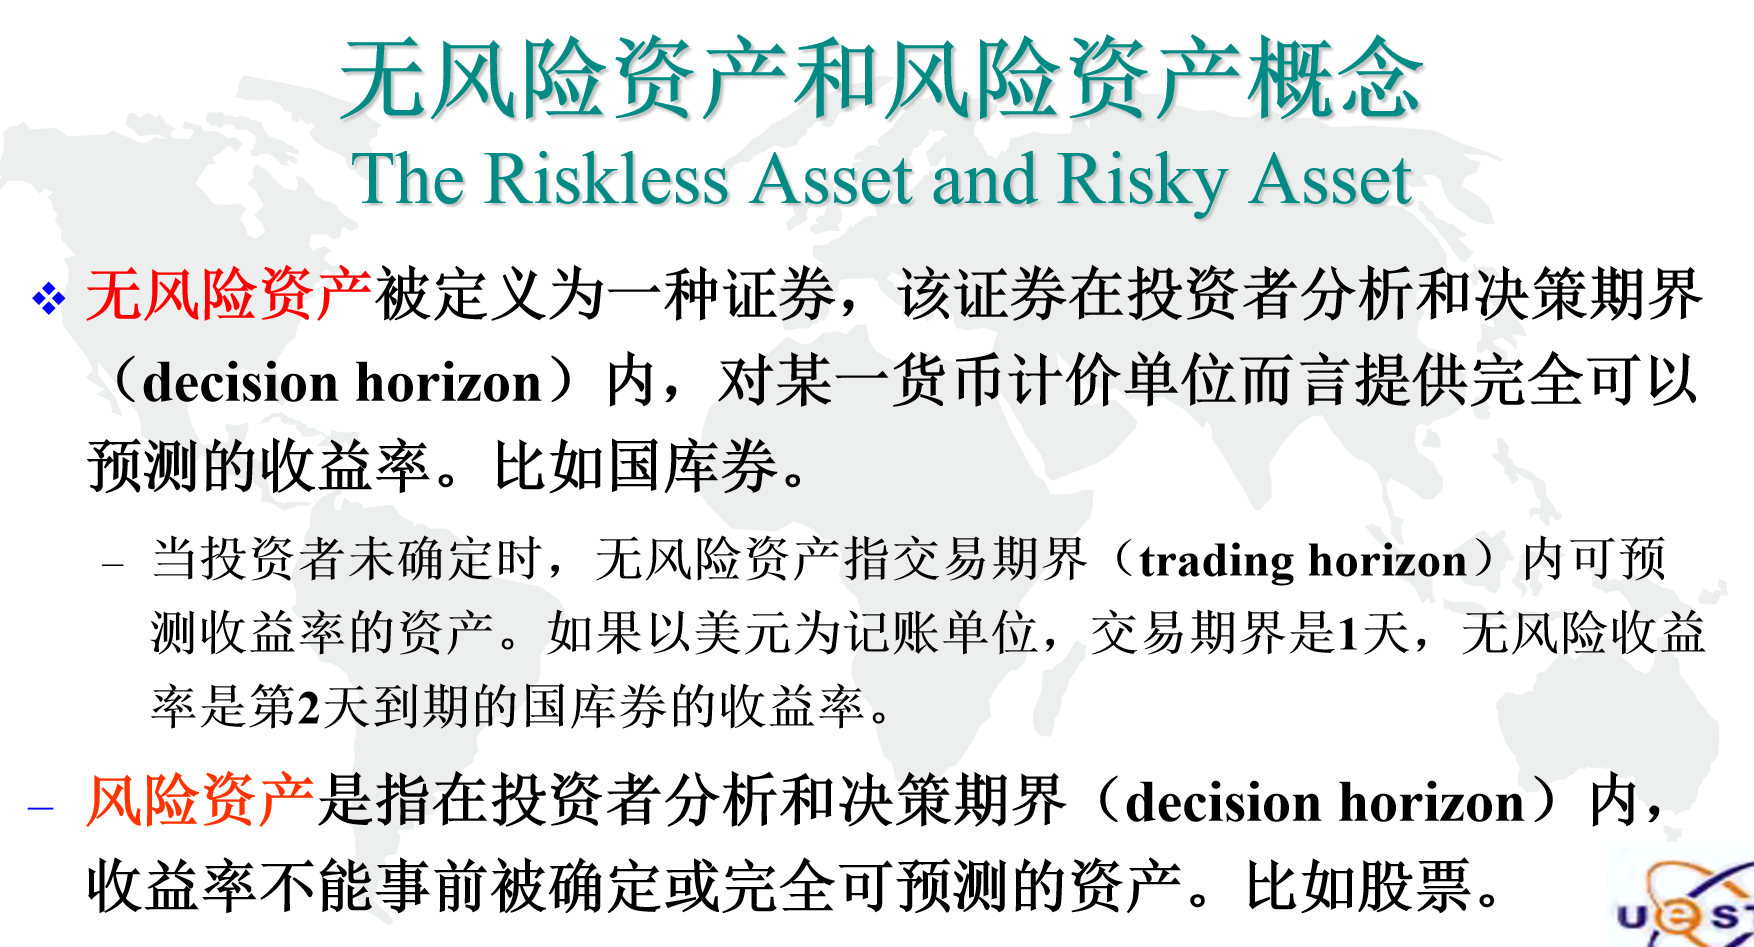 无风险资产和风险资产概念
The Riskless Asset and Risky Asset
❖ 无风险资产被定义为一种证券，该证券在投资者分析和决策期界
（decision horizon）内，对某一货币计价单位而言提供完全可以
预测的收益率。比如国库券。
– 当投资者未确定时，无风险资产指交易期界（trading horizon）内可预
测收益率的资产。如果以美元为记账单位，交易期界是1天，无风险收益
率是第2天到期的国库券的收益率。
– 风险资产是指在投资者分析和决策期界（decision horizon）内，
收益率不能事前被确定或完全可预测的资产。比如股票。
uest